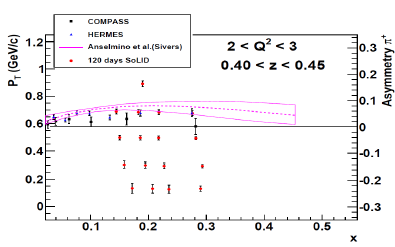 COMPASS
HERMES
Anselmino et al.(Sivers)
120 days SoLID
2 < Q² < 3
0.40 < z < 0.45
P_T (GeV/c)
Asymmetry π⁺
1.2
1
0.8
0.6
0.4
0.2
0
0.3
0.2
0.1
0
-0.1
-0.2
-0.3
0 0.1 0.2 0.3 0.4 0.5
x